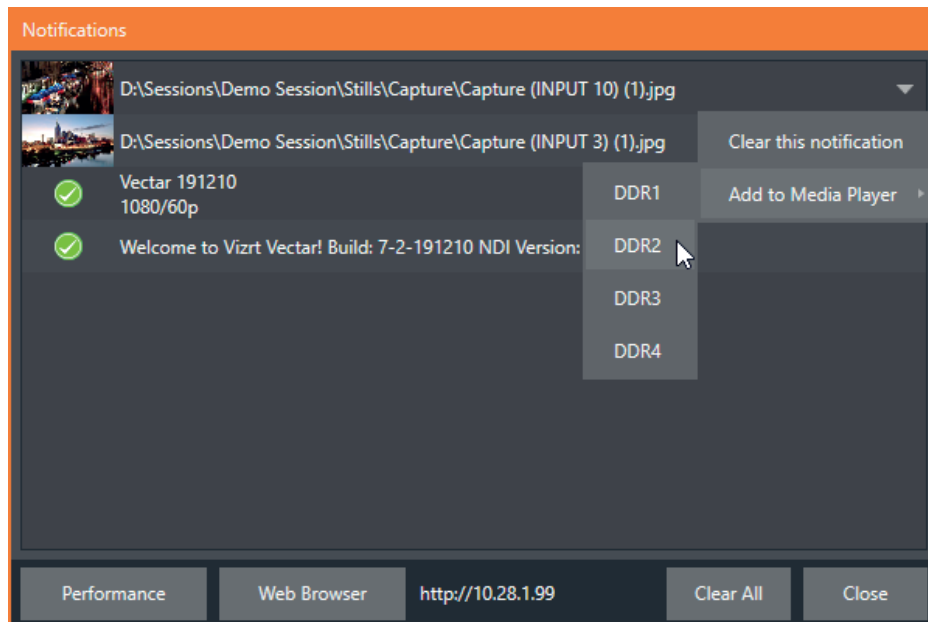 Notifications
D:\Sessions\Demo Session\Stills\Capture\Capture (INPUT 10) (1).jpg
D:\Sessions\Demo Session\Stills\Capture\Capture (INPUT 3) (1).jpg
Clear this notification
Vectar 191210
1080/60p
DDR1
Add to Media Player
Welcome to Vizrt Vectar! Build: 7-2-191210 NDI Version:
DDR2
DDR3
DDR4
Performance
Web Browser
http://10.28.1.99
Clear All
Close